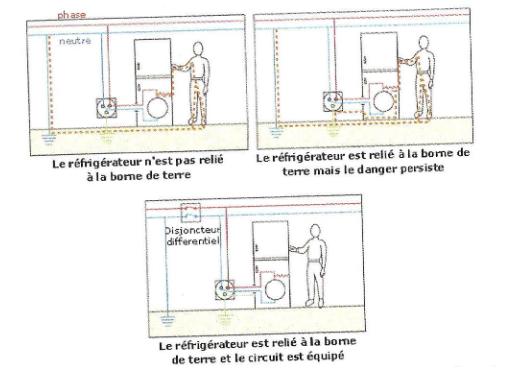 phase
neutre
Le réfrigérateur n'est pas relié
à la borne de terre
Le réfrigérateur est relié à la borne de
terre mais le danger persiste
Disjoncteur
differentiel
Le réfrigérateur est relié à la borne
de terre et le circuit est équipé